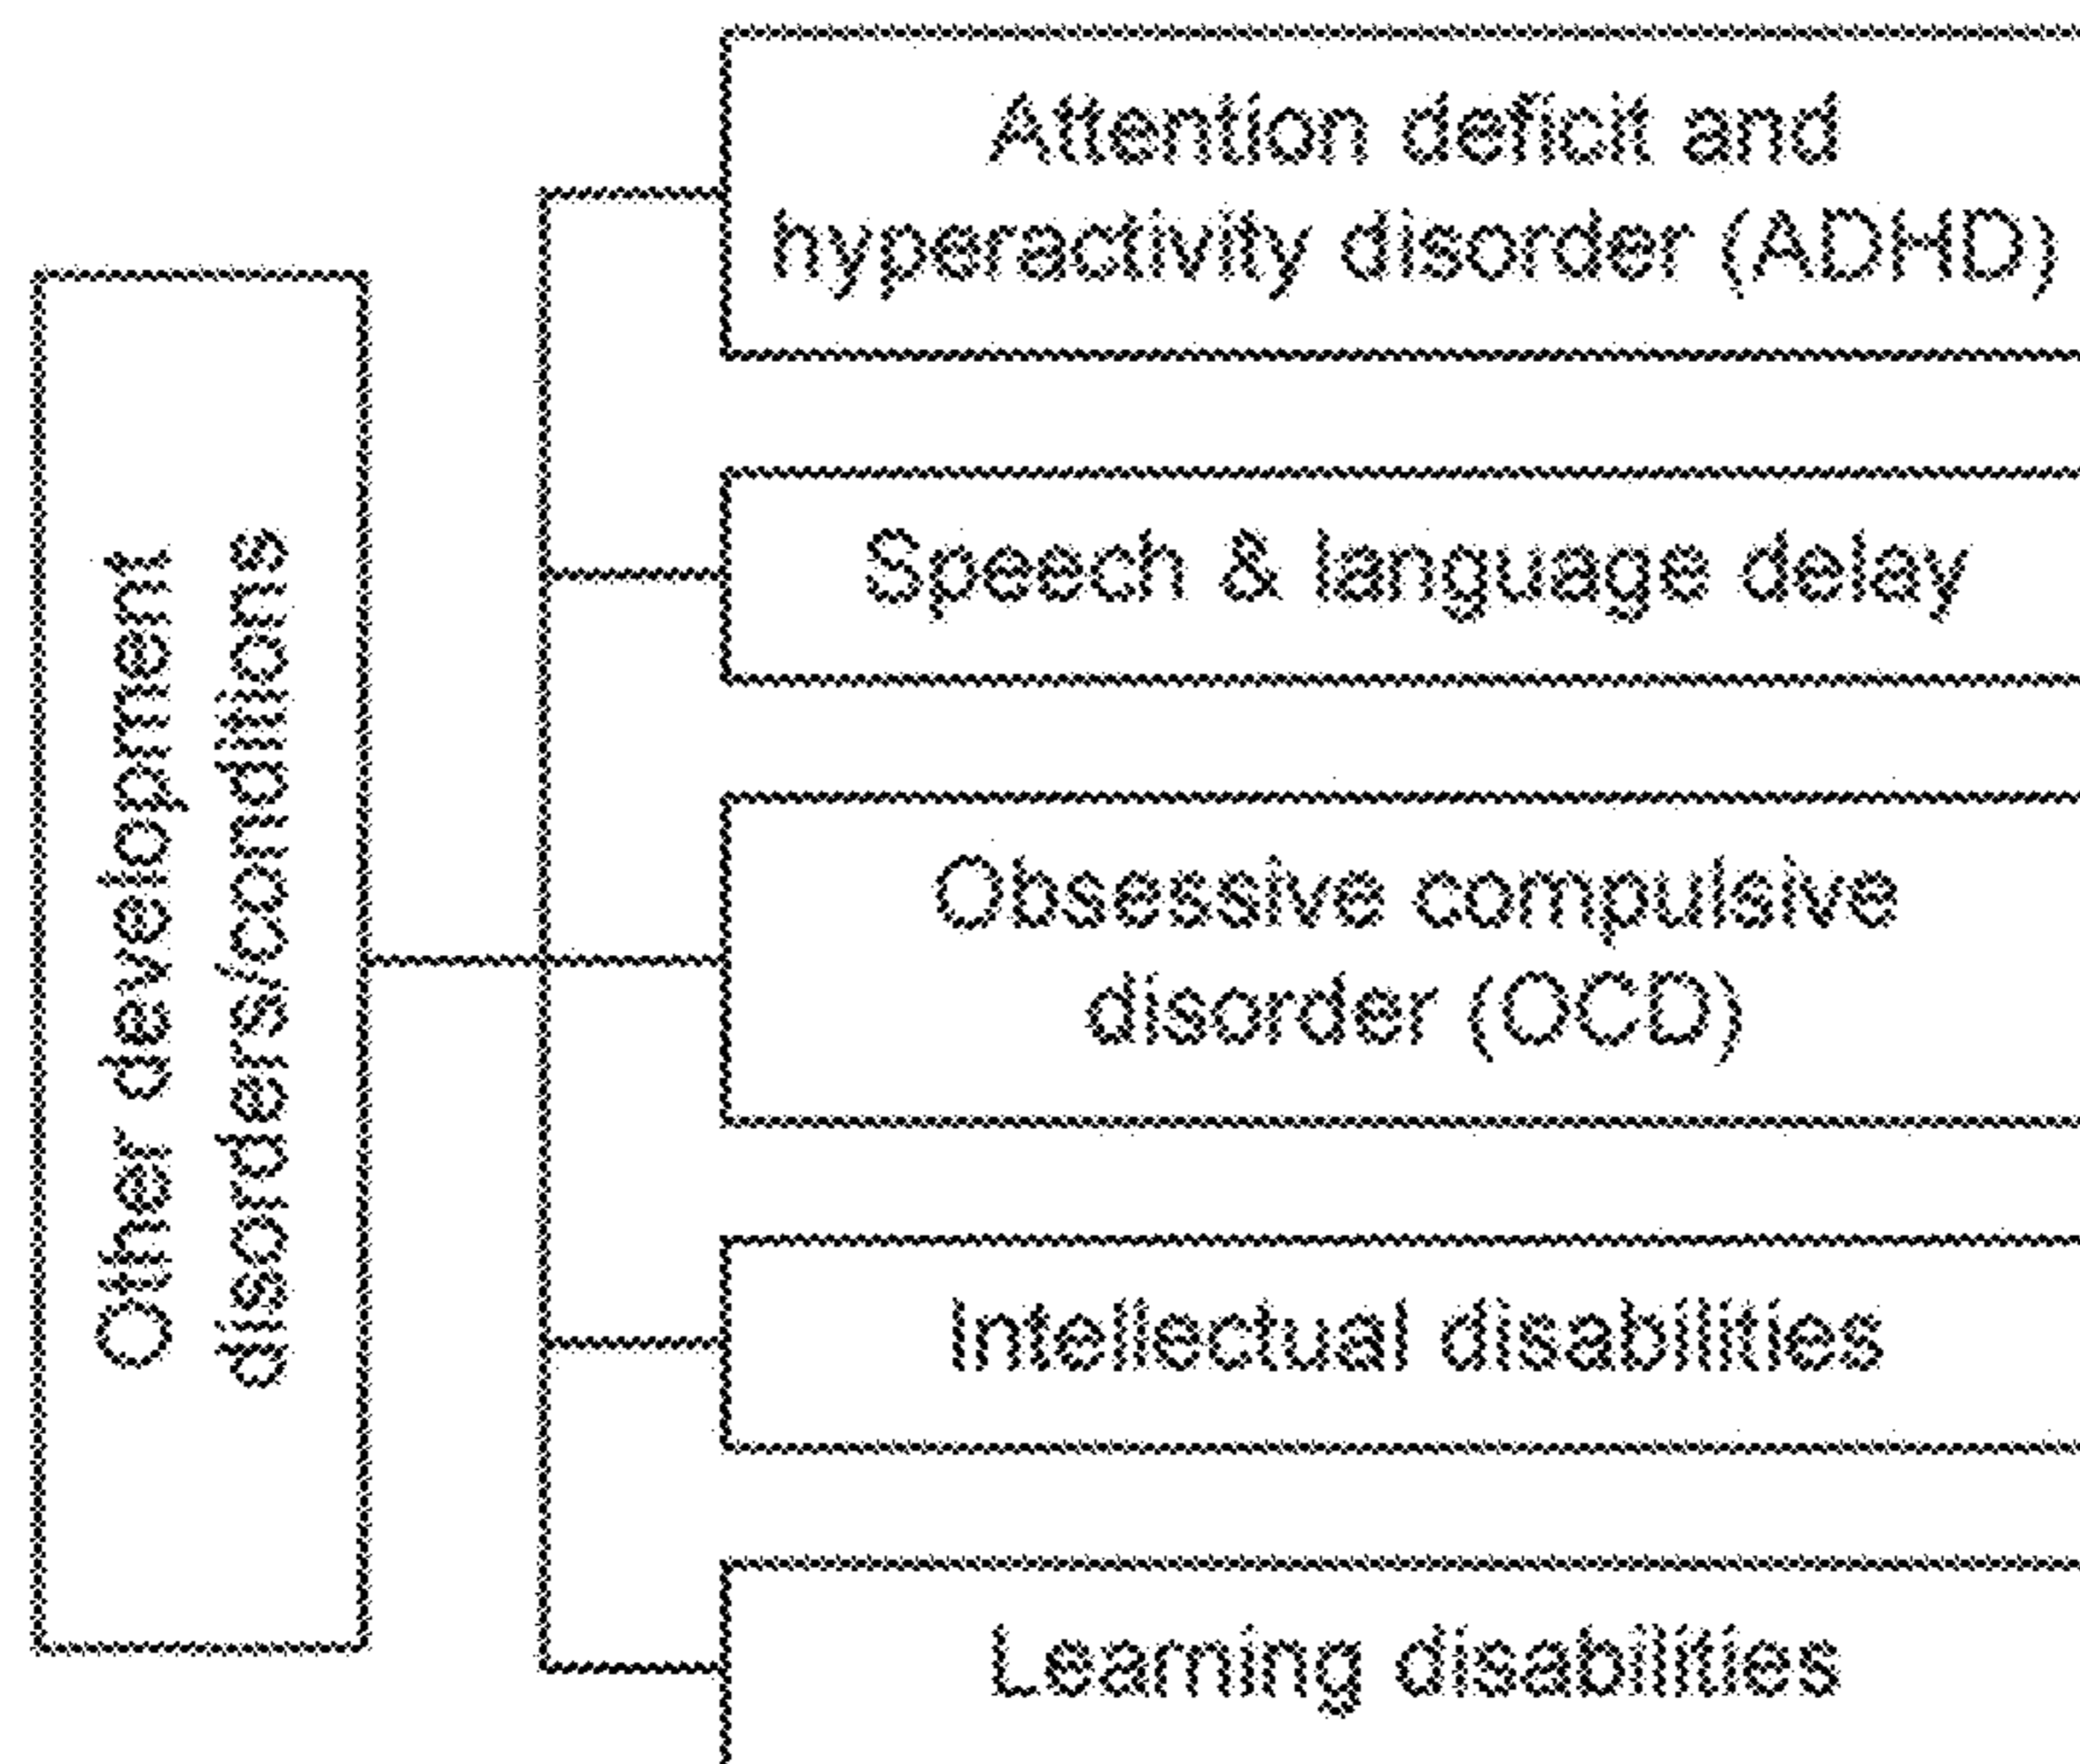 Other development
disorders/conditions
Attention deficit and
hyperactivity disorder (ADHD)
Speech & language delay
Obsessive compulsive
disorder (OCD)
Intellectual disabilities
Learning disabilities